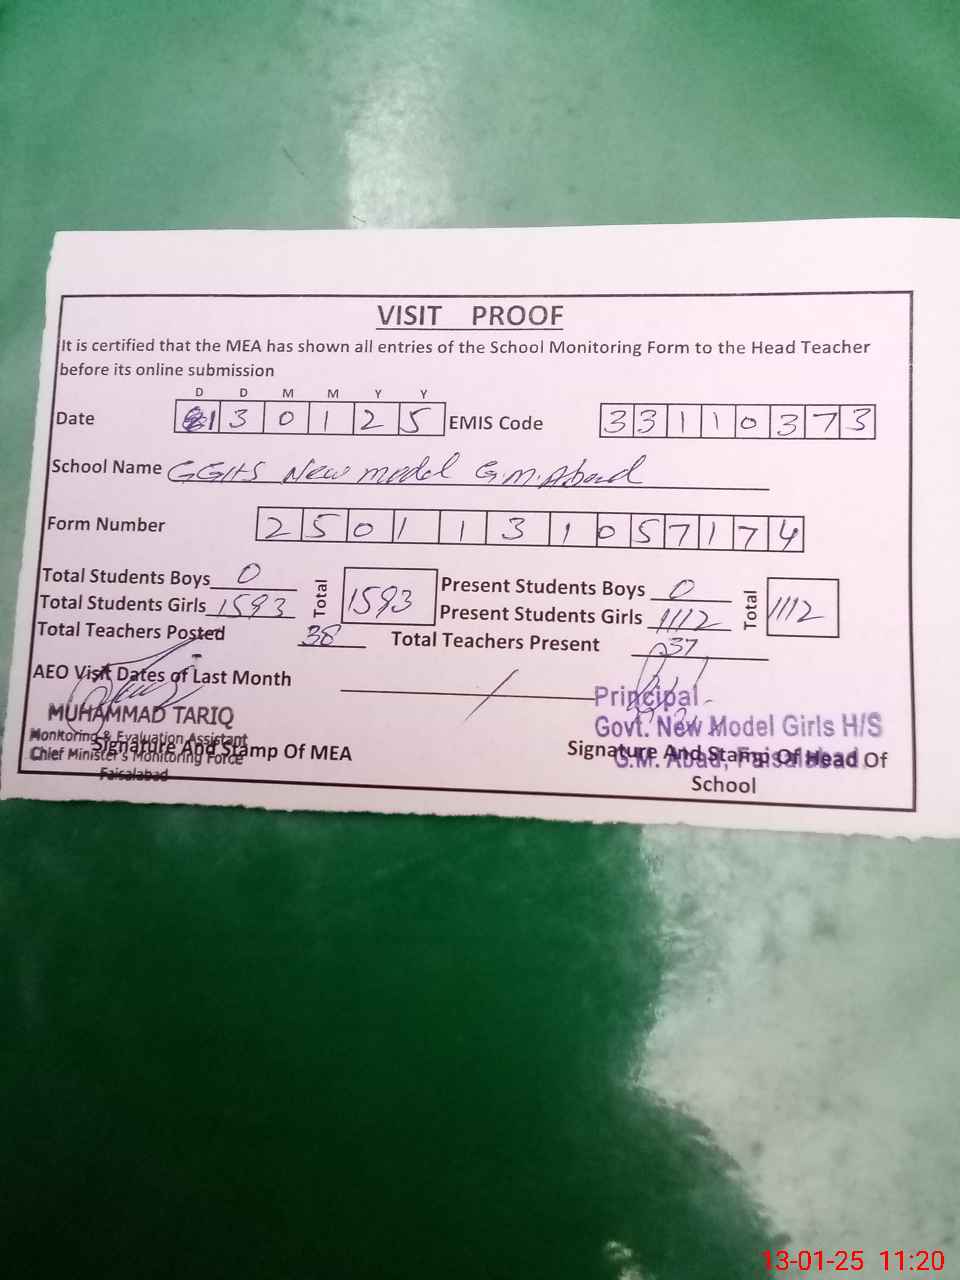 VISIT PROOF
It is certified that the MEA has shown all entries of the School Monitoring Form to the Head Teacher
before its online submission
D D M M Y Y
Date 1 3 0 1 2 5 EMIS Code 3 3 1 1 0 3 7 3
School Name GGHS New model G.M.Abad
Form Number 2 5 0 1 1 3 1 0 5 7 1 7 4
Total Students Boys 0 Total 1593 Present Students Boys 0 Total 1112
Total Students Girls 1593 Present Students Girls 1112
Total Teachers Posted 38 Total Teachers Present 37
AEO Visit Dates of Last Month
Principal
MUHAMMAD TARIQ
Govt. New Model Girls H/S
Monitoring & Evaluation Assistant
G.M. Abad, Faisalabad
Chief Minister's Monitoring Force
Faisalabad
Signature And Stamp Of MEA
Signature And Stamp Of Head Of
School
13-01-25 11:20